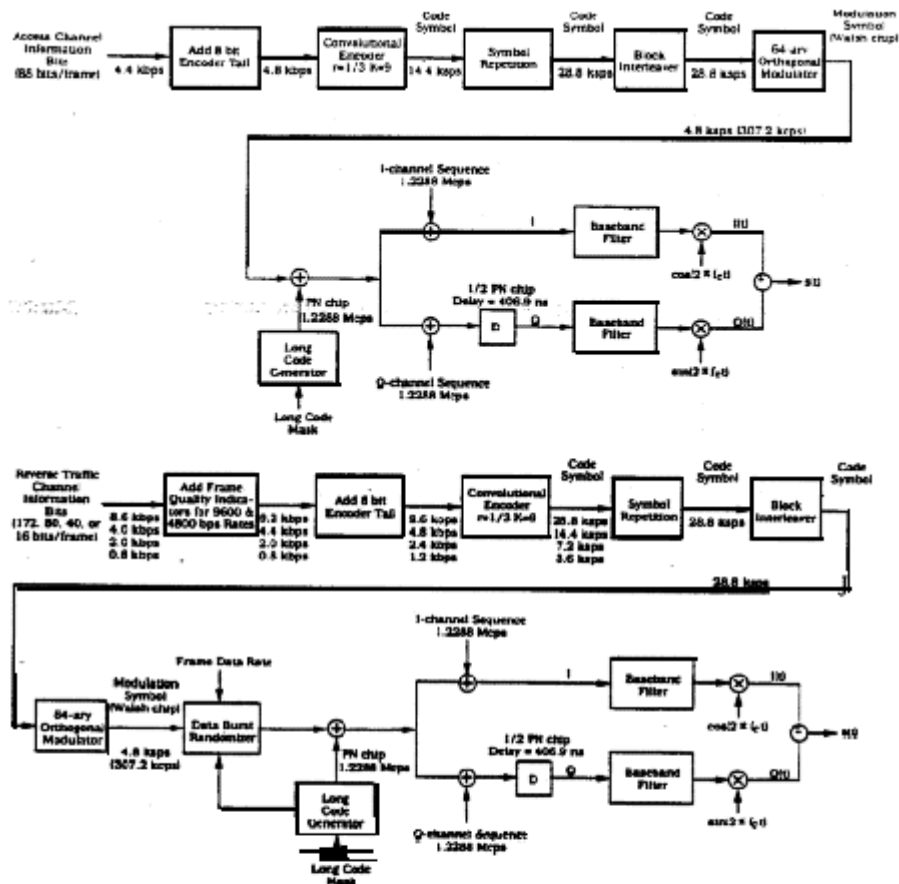 Access Channel
Information
Bits
(88 bits/frame)
4.4 kbps
Add 8 bit
Encoder Tail
4.8 kbps
Convolutional
Encoder
r=1/3 K=9
Code
Symbol
14.4 ksps
Symbol
Repetition
Code
Symbol
28.8 ksps
Block
Interleaver
Code
Symbol
28.8 ksps
64-ary
Orthogonal
Modulator
Modulation
Symbol
(Walsh chip)
4.8 ksps (307.2 kcps)
I-channel Sequence
1.2288 Mcps
I
Baseband
Filter
I(t)
cos(2 π f_c t)
s(t)
PN chip
1.2288 Mcps
1/2 PN chip
Delay = 406.9 ns
D
Q
Baseband
Filter
Q(t)
sin(2 π f_c t)
Long
Code
Generator
Q-channel Sequence
1.2288 Mcps
Long Code
Mask
Reverse Traffic
Channel
Information
Bits
(172, 80, 40, or
16 bits/frame)
8.6 kbps
4.0 kbps
2.0 kbps
0.8 kbps
Add Frame
Quality Indica-
tors for 9600 &
4800 bps Rates
9.2 kbps
4.4 kbps
2.0 kbps
0.8 kbps
Add 8 bit
Encoder Tail
9.6 kbps
4.8 kbps
2.4 kbps
1.2 kbps
Convolutional
Encoder
r=1/3 K=9
Code
Symbol
28.8 ksps
14.4 ksps
7.2 ksps
3.6 ksps
Symbol
Repetition
Code
Symbol
28.8 ksps
Block
Interleaver
Code
Symbol
28.8 ksps
64-ary
Orthogonal
Modulator
Modulation
Symbol
(Walsh chip)
4.8 ksps
(307.2 kcps)
Frame Data Rate
Data Burst
Randomizer
I-channel Sequence
1.2288 Mcps
I
Baseband
Filter
I(t)
cos(2 π f_c t)
s(t)
PN chip
1.2288 Mcps
1/2 PN chip
Delay = 406.9 ns
D
Q
Baseband
Filter
Q(t)
sin(2 π f_c t)
Long
Code
Generator
Q-channel Sequence
1.2288 Mcps
Long Code
Mask